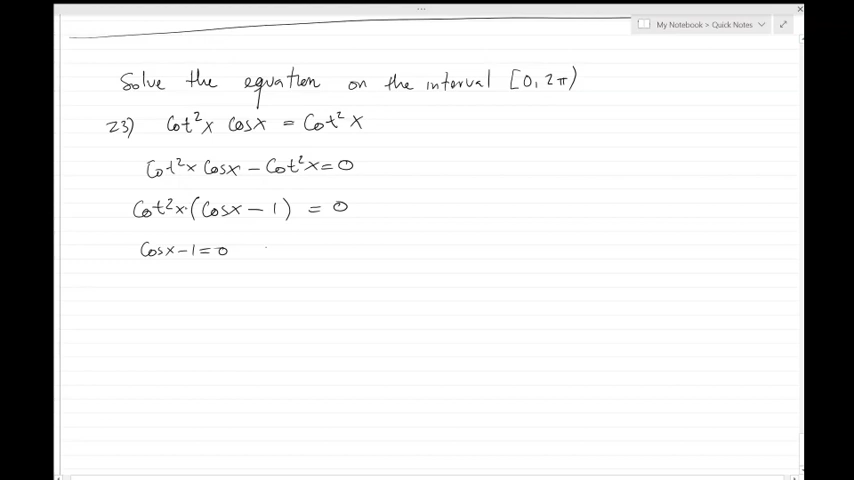 My Notebook > Quick Notes
Solve the equation on the interval [0, 2π)
23) Cot²x Cosx = Cot²x
Cot²x Cosx - Cot²x = 0
Cot²x·(Cosx - 1) = 0
Cosx - 1 = 0